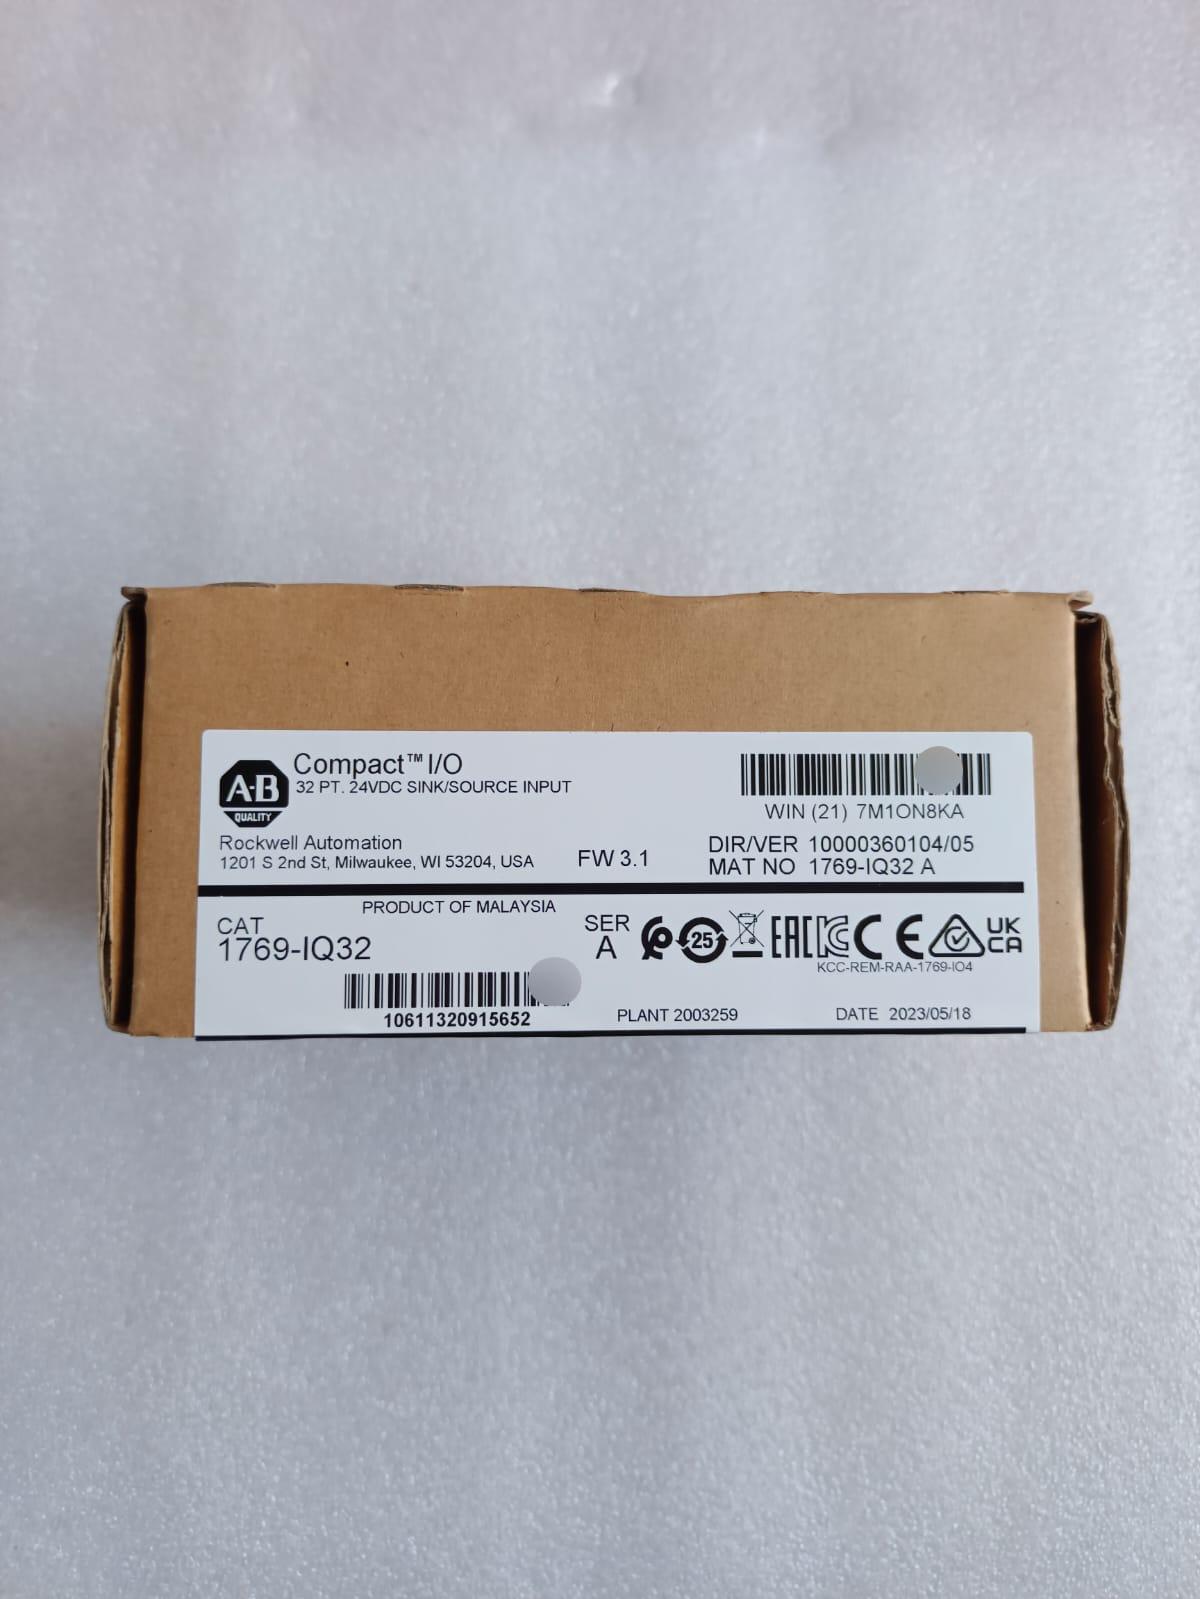 A-B
QUALITY
Compact™ I/O
32 PT. 24VDC SINK/SOURCE INPUT
Rockwell Automation
1201 S 2nd St, Milwaukee, WI 53204, USA
FW 3.1
WIN (21) 7M1ON8KA
DIR/VER 10000360104/05
MAT NO 1769-IQ32 A
PRODUCT OF MALAYSIA
CAT
1769-IQ32
10611320915652
SER
A
25
EAC
KC
CE
UK
CA
KCC-REM-RAA-1769-IO4
PLANT 2003259
DATE 2023/05/18